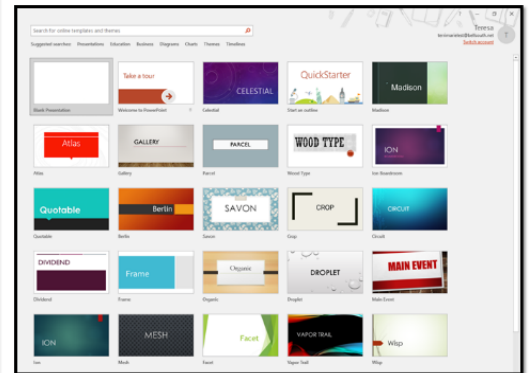 Teresa
Search for online templates and themes
Switch account
Suggested searches: Presentations Education Business Diagrams Charts Themes Timelines
Take a tour
CELESTIAL
QuickStarter
Madison
Blank Presentation
Welcome to PowerPoint
Celestial
Start an outline
Madison
Atlas
GALLERY
PARCEL
WOOD TYPE
ION
Atlas
Gallery
Parcel
Wood Type
Ion Boardroom
Quotable
Berlin
SAVON
CROP
CIRCUIT
Quotable
Berlin
Savon
Crop
Circuit
DIVIDEND
Frame
Organic
DROPLET
MAIN EVENT
Dividend
Frame
Organic
Droplet
Main Event
ION
MESH
Facet
VAPOR TRAIL
Wisp
Ion
Mesh
Facet
Vapor Trail
Wisp